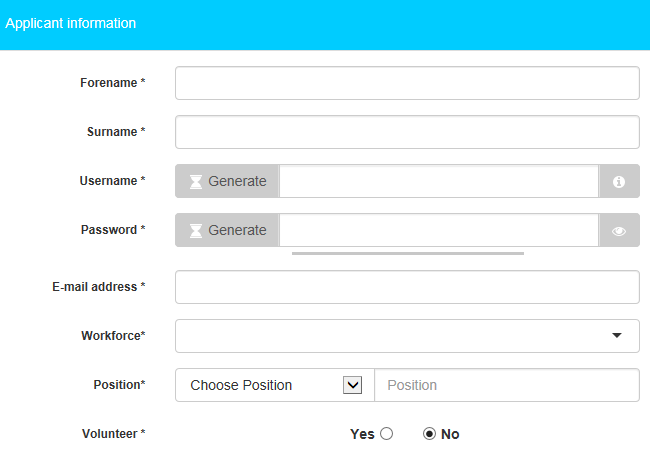 Applicant information
Forename *
Surname *
Username * Generate
Password * Generate
E-mail address *
Workforce*
Position* Choose Position Position
Volunteer * Yes No